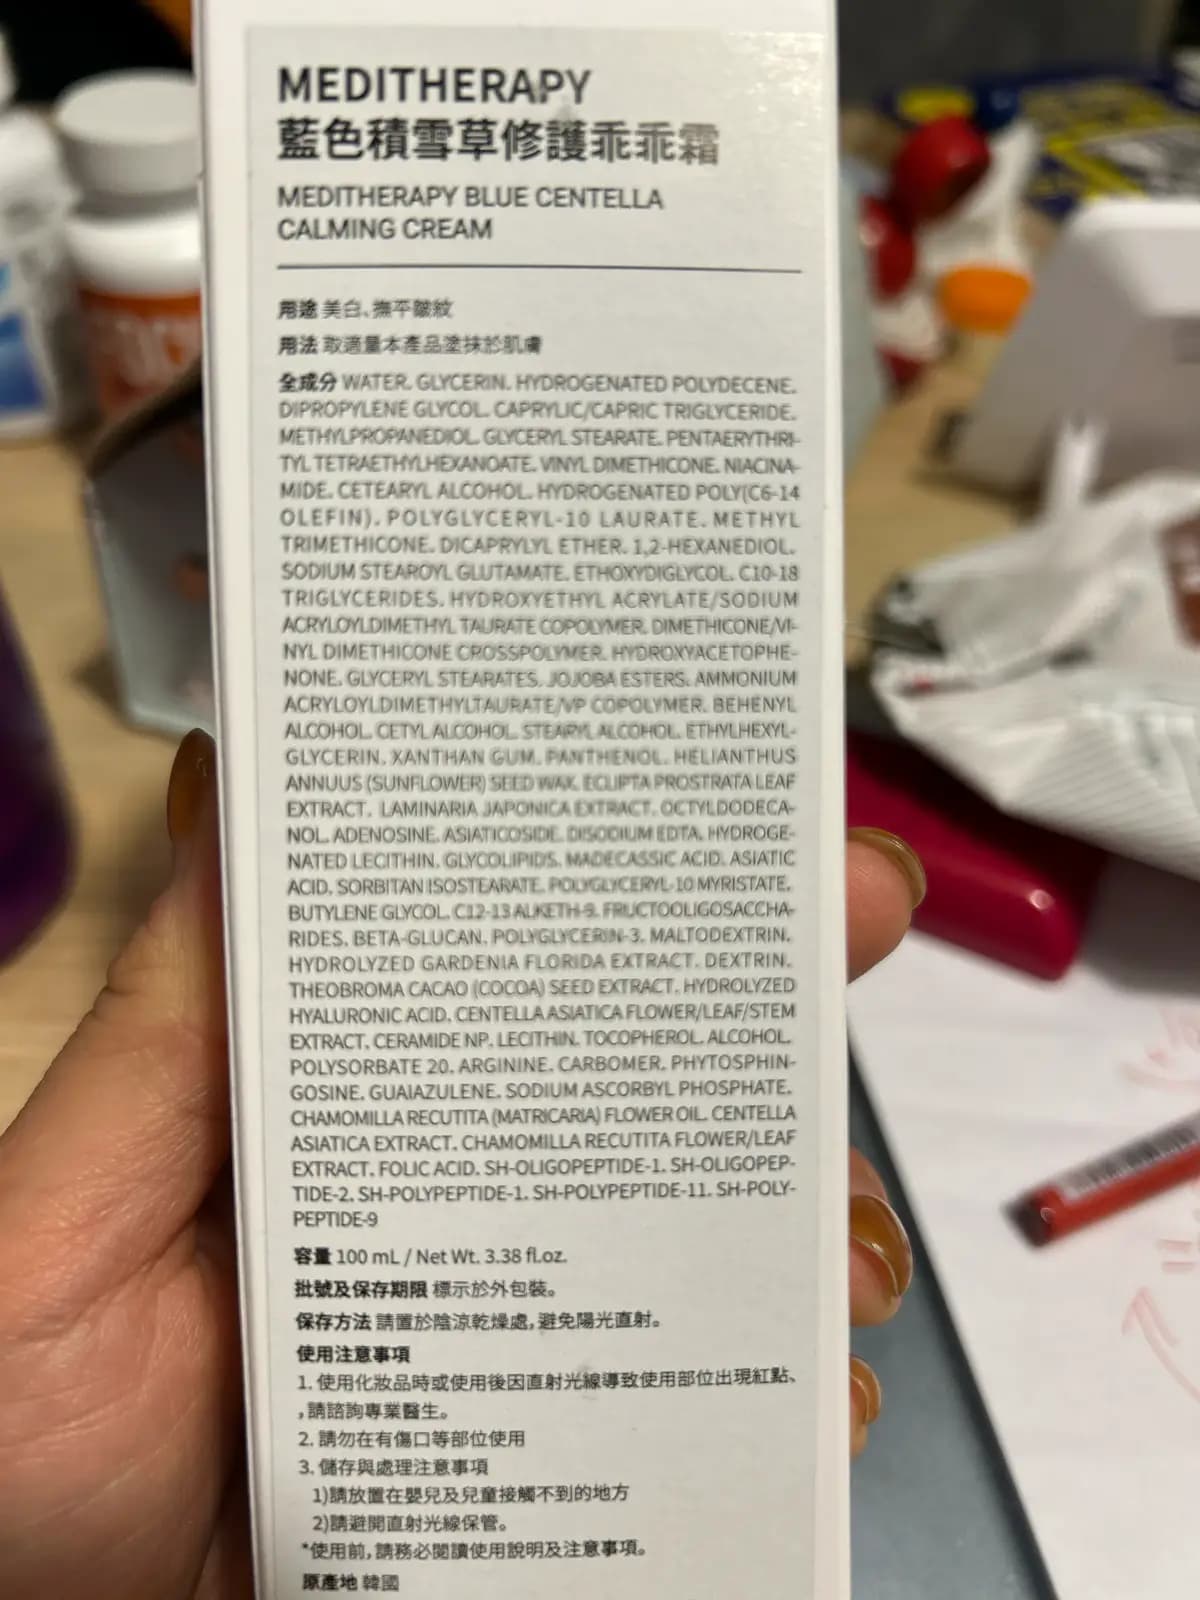 MEDITHERAPY
藍色積雪草修護乖乖霜
MEDITHERAPY BLUE CENTELLA
CALMING CREAM
用途 美白、撫平皺紋
用法 取適量本產品塗抹於肌膚
全成分 WATER. GLYCERIN. HYDROGENATED POLYDECENE.
DIPROPYLENE GLYCOL. CAPRYLIC/CAPRIC TRIGLYCERIDE.
METHYLPROPANEDIOL. GLYCERYL STEARATE. PENTAERYTHRI-
TYL TETRAETHYLHEXANOATE. VINYL DIMETHICONE. NIACINA-
MIDE. CETEARYL ALCOHOL. HYDROGENATED POLY(C6-14
OLEFIN). POLYGLYCERYL-10 LAURATE. METHYL
TRIMETHICONE. DICAPRYLYL ETHER. 1,2-HEXANEDIOL.
SODIUM STEAROYL GLUTAMATE. ETHOXYDIGLYCOL. C10-18
TRIGLYCERIDES. HYDROXYETHYL ACRYLATE/SODIUM
ACRYLOYLDIMETHYL TAURATE COPOLYMER. DIMETHICONE/VI-
NYL DIMETHICONE CROSSPOLYMER. HYDROXYACETOPHE-
NONE. GLYCERYL STEARATES. JOJOBA ESTERS. AMMONIUM
ACRYLOYLDIMETHYLTAURATE/VP COPOLYMER. BEHENYL
ALCOHOL. CETYL ALCOHOL. STEARYL ALCOHOL. ETHYLHEXYL-
GLYCERIN. XANTHAN GUM. PANTHENOL. HELIANTHUS
ANNUUS (SUNFLOWER) SEED WAX. ECLIPTA PROSTRATA LEAF
EXTRACT. LAMINARIA JAPONICA EXTRACT. OCTYLDODECA-
NOL. ADENOSINE. ASIATICOSIDE. DISODIUM EDTA. HYDROGE-
NATED LECITHIN. GLYCOLIPIDS. MADECASSIC ACID. ASIATIC
ACID. SORBITAN ISOSTEARATE. POLYGLYCERYL-10 MYRISTATE.
BUTYLENE GLYCOL. C12-13 ALKETH-9. FRUCTOOLIGOSACCHA-
RIDES. BETA-GLUCAN. POLYGLYCERIN-3. MALTODEXTRIN.
HYDROLYZED GARDENIA FLORIDA EXTRACT. DEXTRIN.
THEOBROMA CACAO (COCOA) SEED EXTRACT. HYDROLYZED
HYALURONIC ACID. CENTELLA ASIATICA FLOWER/LEAF/STEM
EXTRACT. CERAMIDE NP. LECITHIN. TOCOPHEROL. ALCOHOL.
POLYSORBATE 20. ARGININE. CARBOMER. PHYTOSPHIN-
GOSINE. GUAIAZULENE. SODIUM ASCORBYL PHOSPHATE.
CHAMOMILLA RECUTITA (MATRICARIA) FLOWER OIL. CENTELLA
ASIATICA EXTRACT. CHAMOMILLA RECUTITA FLOWER/LEAF
EXTRACT. FOLIC ACID. SH-OLIGOPEPTIDE-1. SH-OLIGOPEP-
TIDE-2. SH-POLYPEPTIDE-1. SH-POLYPEPTIDE-11. SH-POLY-
PEPTIDE-9
容量 100 mL / Net Wt. 3.38 fl.oz.
批號及保存期限 標示於外包裝。
保存方法 請置於陰涼乾燥處,避免陽光直射。
使用注意事項
1. 使用化妝品時或使用後因直射光線導致使用部位出現紅點、
,請諮詢專業醫生。
2. 請勿在有傷口等部位使用
3. 儲存與處理注意事項
1)請放置在嬰兒及兒童接觸不到的地方
2)請避開直射光線保管。
*使用前,請務必閱讀使用說明及注意事項。
原產地 韓國